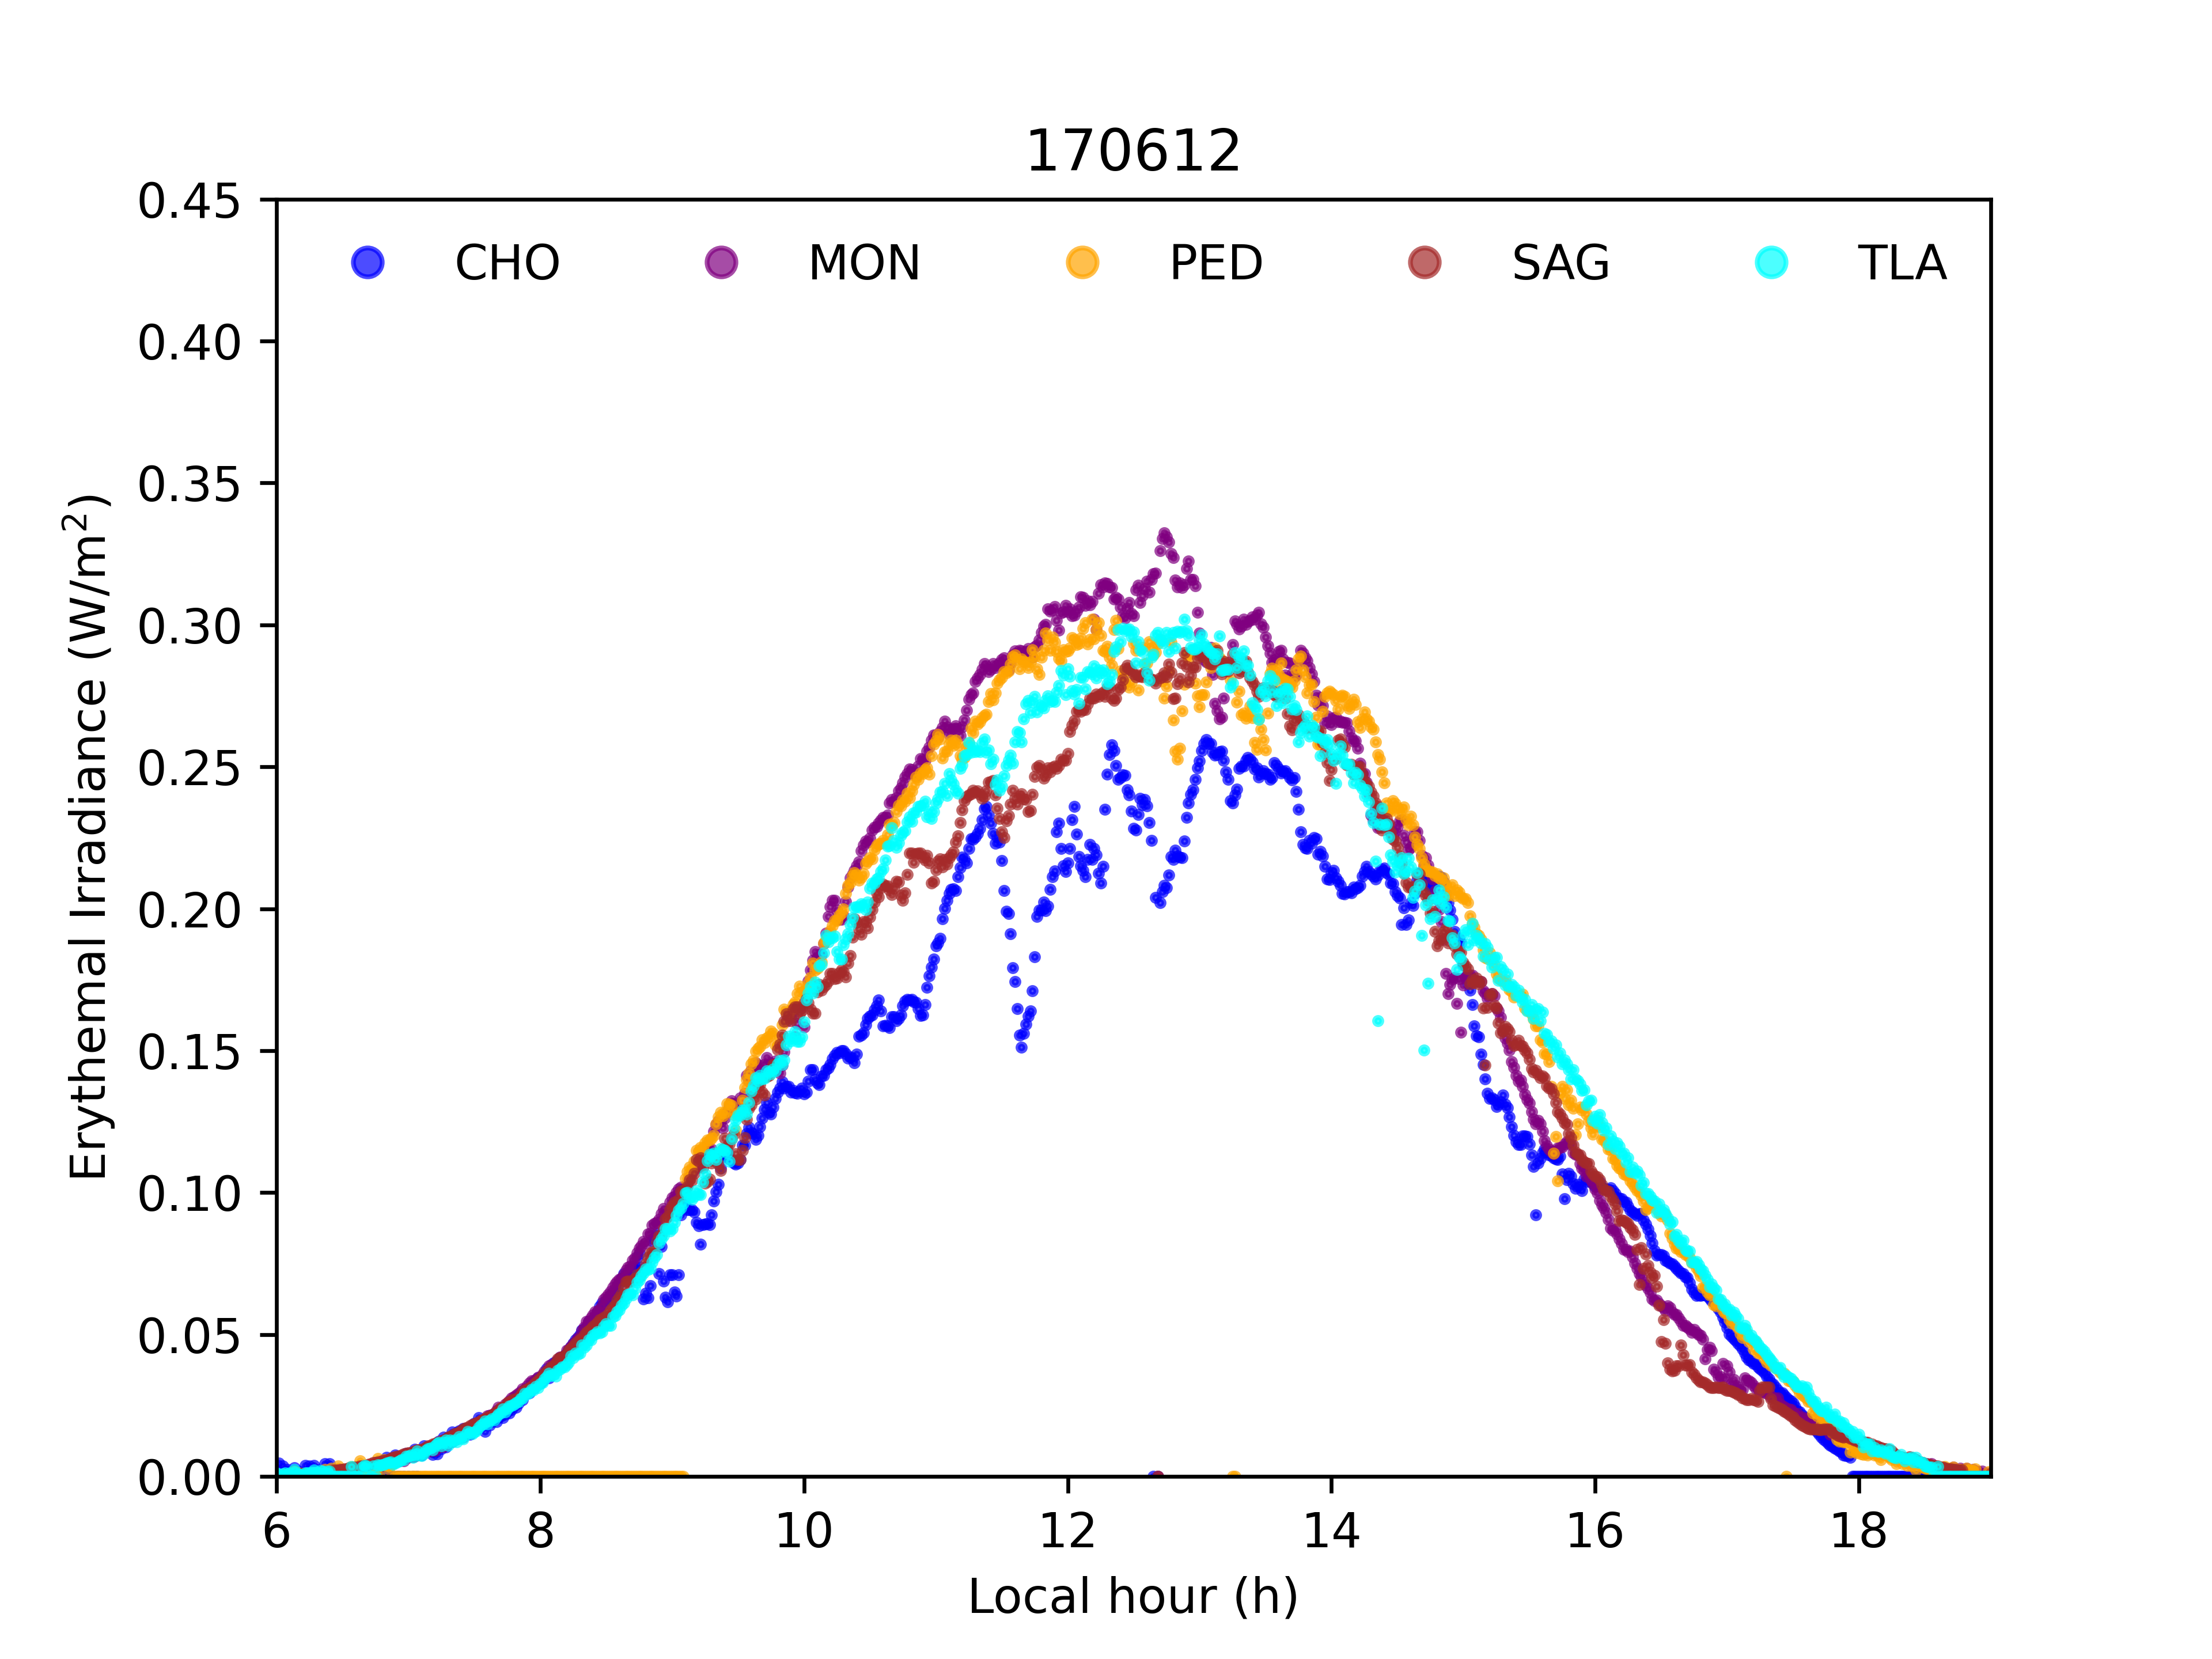 170612
CHO MON PED SAG TLA
0.45
0.40
0.35
0.30
0.25
0.20
0.15
0.10
0.05
0.00
Erythemal Irradiance (W/m²)
6 8 10 12 14 16 18
Local hour (h)